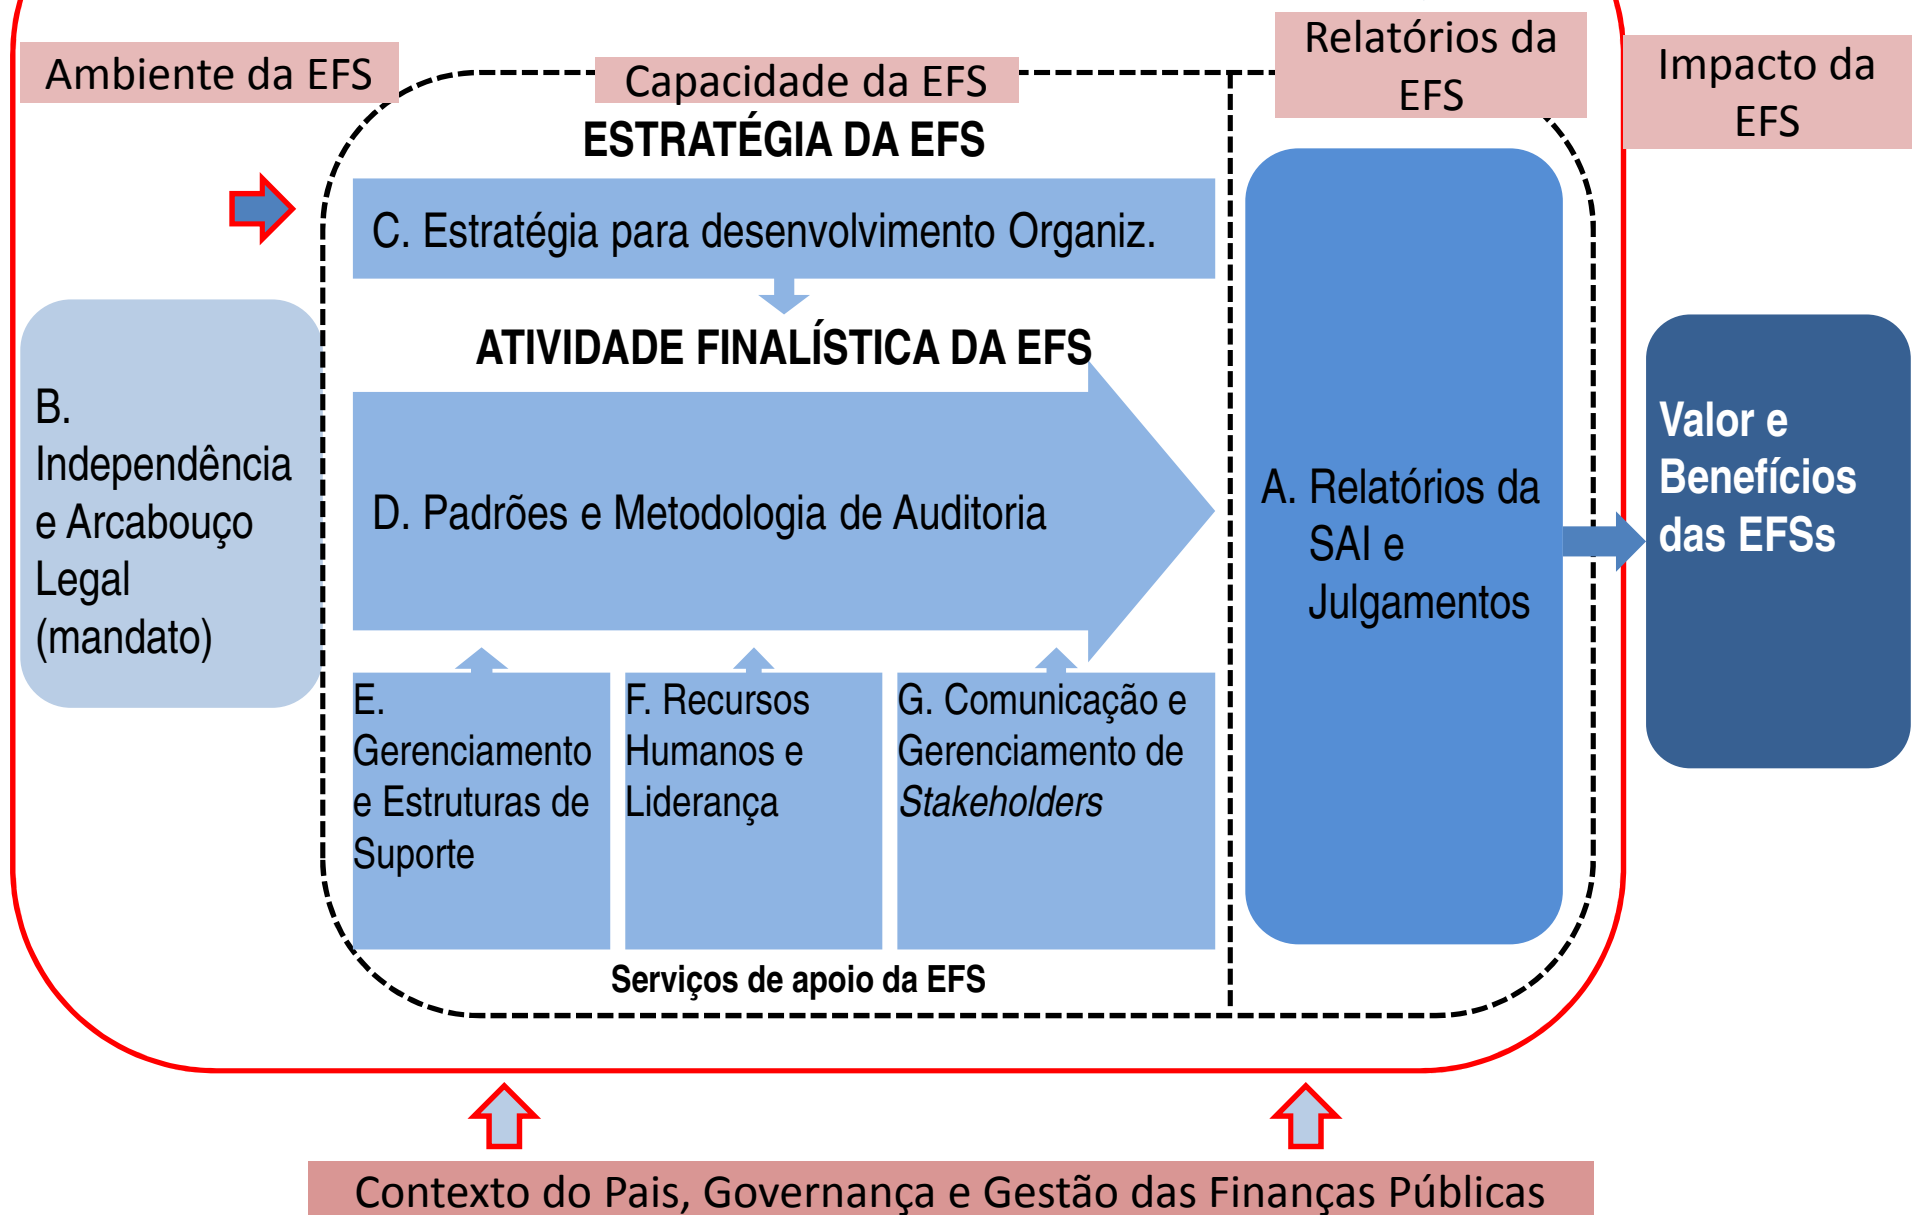 Ambiente da EFS
Capacidade da EFS
Relatórios da
EFS
Impacto da
EFS
ESTRATÉGIA DA EFS
C. Estratégia para desenvolvimento Organiz.
ATIVIDADE FINALÍSTICA DA EFS
B.
Independência
e Arcabouço
Legal
(mandato)
D. Padrões e Metodologia de Auditoria
A. Relatórios da
SAI e
Julgamentos
Valor e
Benefícios
das EFSs
E.
Gerenciamento
e Estruturas de
Suporte
F. Recursos
Humanos e
Liderança
G. Comunicação e
Gerenciamento de
Stakeholders
Serviços de apoio da EFS
Contexto do Pais, Governança e Gestão das Finanças Públicas